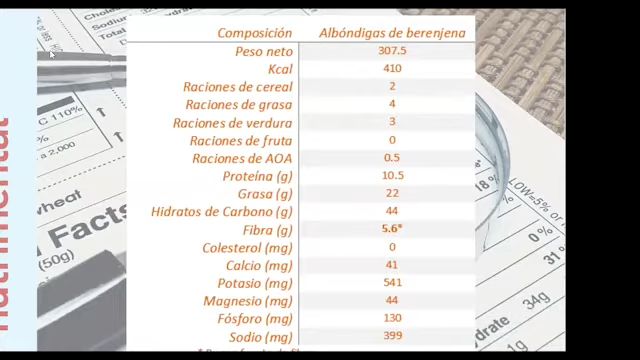 Composición Albóndigas de berenjena
Peso neto 307.5
Kcal 410
Raciones de cereal 2
Raciones de grasa 4
Raciones de verdura 3
Raciones de fruta 0
Raciones de AOA 0.5
Proteína (g) 10.5
Grasa (g) 22
Hidratos de Carbono (g) 44
Fibra (g) 5.6*
Colesterol (mg) 0
Calcio (mg) 41
Potasio (mg) 541
Magnesio (mg) 44
Fósforo (mg) 130
Sodio (mg) 399
nutrimental
C 110%
a 2,000
wheat
Facts
(50g)
18%
LOW=5% or
0%
31
34g
1g